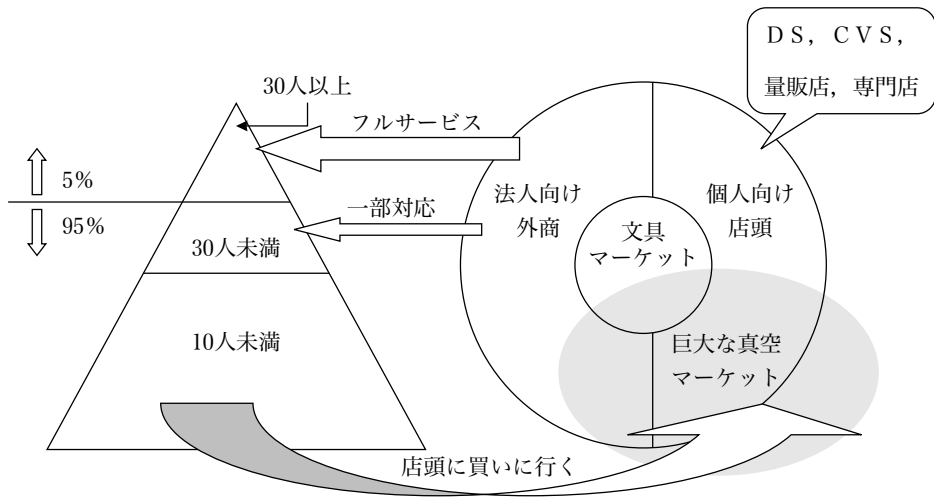 ＤＳ，ＣＶＳ，
量販店，専門店
30人以上
フルサービス
5%
95%
一部対応
法人向け
外商
個人向け
店頭
文具
マーケット
30人未満
10人未満
巨大な真空
マーケット
店頭に買いに行く